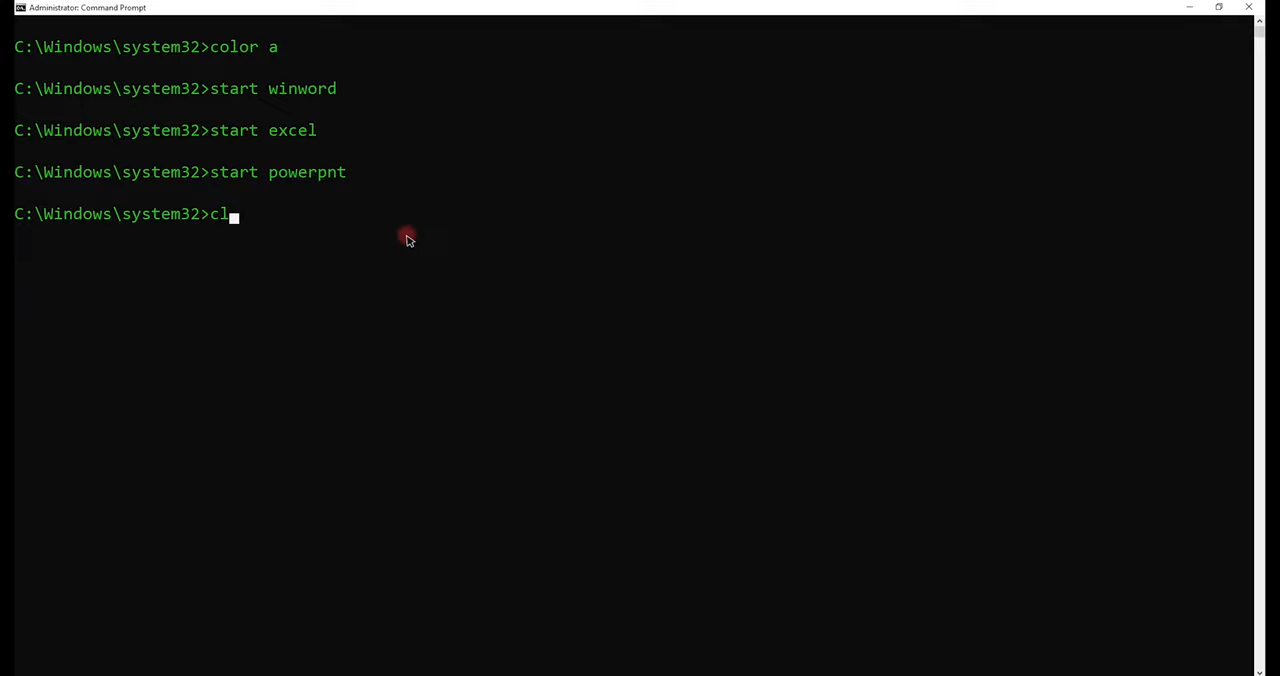 Administrator: Command Prompt
C:\Windows\system32>color a
C:\Windows\system32>start winword
C:\Windows\system32>start excel
C:\Windows\system32>start powerpnt
C:\Windows\system32>cl